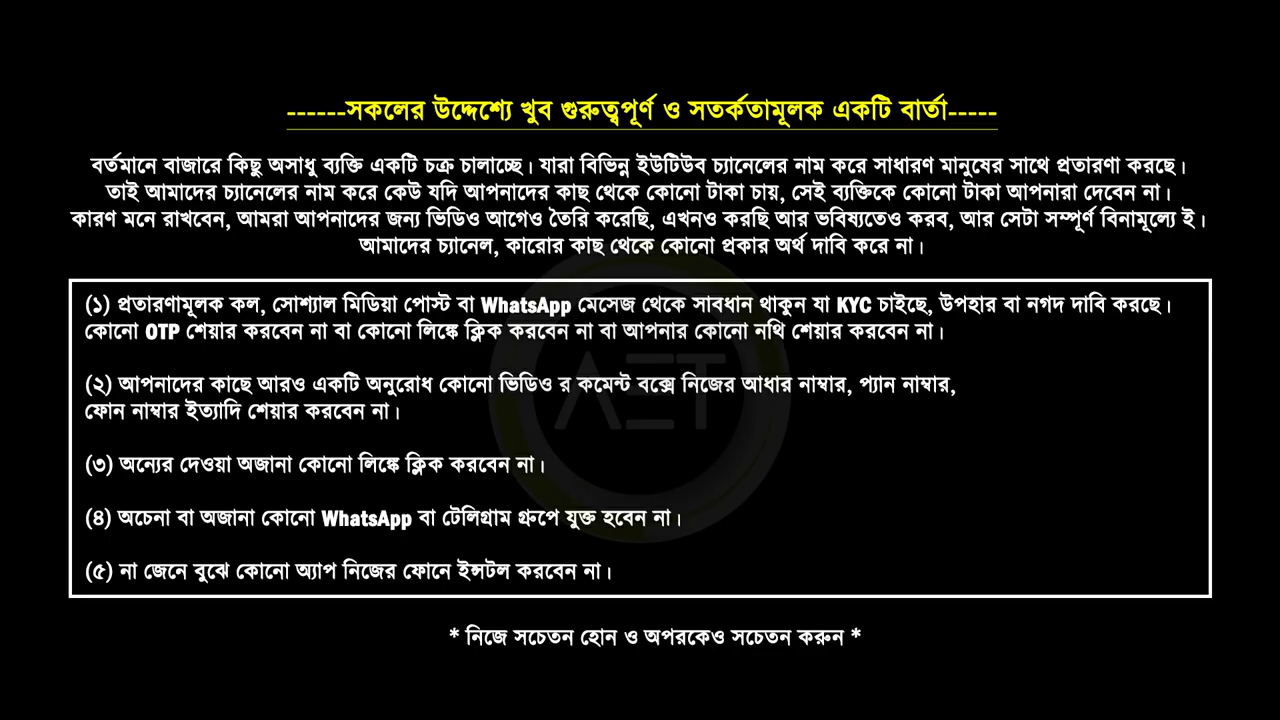 ------সকলের উদ্দেশ্যে খুব গুরুত্বপূর্ণ ও সতর্কতামূলক একটি বার্তা-----
বর্তমানে বাজারে কিছু অসাধু ব্যক্তি একটি চক্র চালাচ্ছে। যারা বিভিন্ন ইউটিউব চ্যানেলের নাম করে সাধারণ মানুষের সাথে প্রতারণা করছে।
তাই আমাদের চ্যানেলের নাম করে কেউ যদি আপনাদের কাছ থেকে কোনো টাকা চায়, সেই ব্যক্তিকে কোনো টাকা আপনারা দেবেন না।
কারণ মনে রাখবেন, আমরা আপনাদের জন্য ভিডিও আগেও তৈরি করেছি, এখনও করছি আর ভবিষ্যতেও করব, আর সেটা সম্পূর্ণ বিনামূল্যে ই।
আমাদের চ্যানেল, কারোর কাছ থেকে কোনো প্রকার অর্থ দাবি করে না।
(১) প্রতারণামূলক কল, সোশ্যাল মিডিয়া পোস্ট বা WhatsApp মেসেজ থেকে সাবধান থাকুন যা KYC চাইছে, উপহার বা নগদ দাবি করছে।
কোনো OTP শেয়ার করবেন না বা কোনো লিঙ্কে ক্লিক করবেন না বা আপনার কোনো নথি শেয়ার করবেন না।
(২) আপনাদের কাছে আরও একটি অনুরোধ কোনো ভিডিও র কমেন্ট বক্সে নিজের আধার নাম্বার, প্যান নাম্বার,
ফোন নাম্বার ইত্যাদি শেয়ার করবেন না।
(৩) অন্যের দেওয়া অজানা কোনো লিঙ্কে ক্লিক করবেন না।
(৪) অচেনা বা অজানা কোনো WhatsApp বা টেলিগ্রাম গ্রুপে যুক্ত হবেন না।
(৫) না জেনে বুঝে কোনো অ্যাপ নিজের ফোনে ইন্সটল করবেন না।
* নিজে সচেতন হোন ও অপরকেও সচেতন করুন *
AET